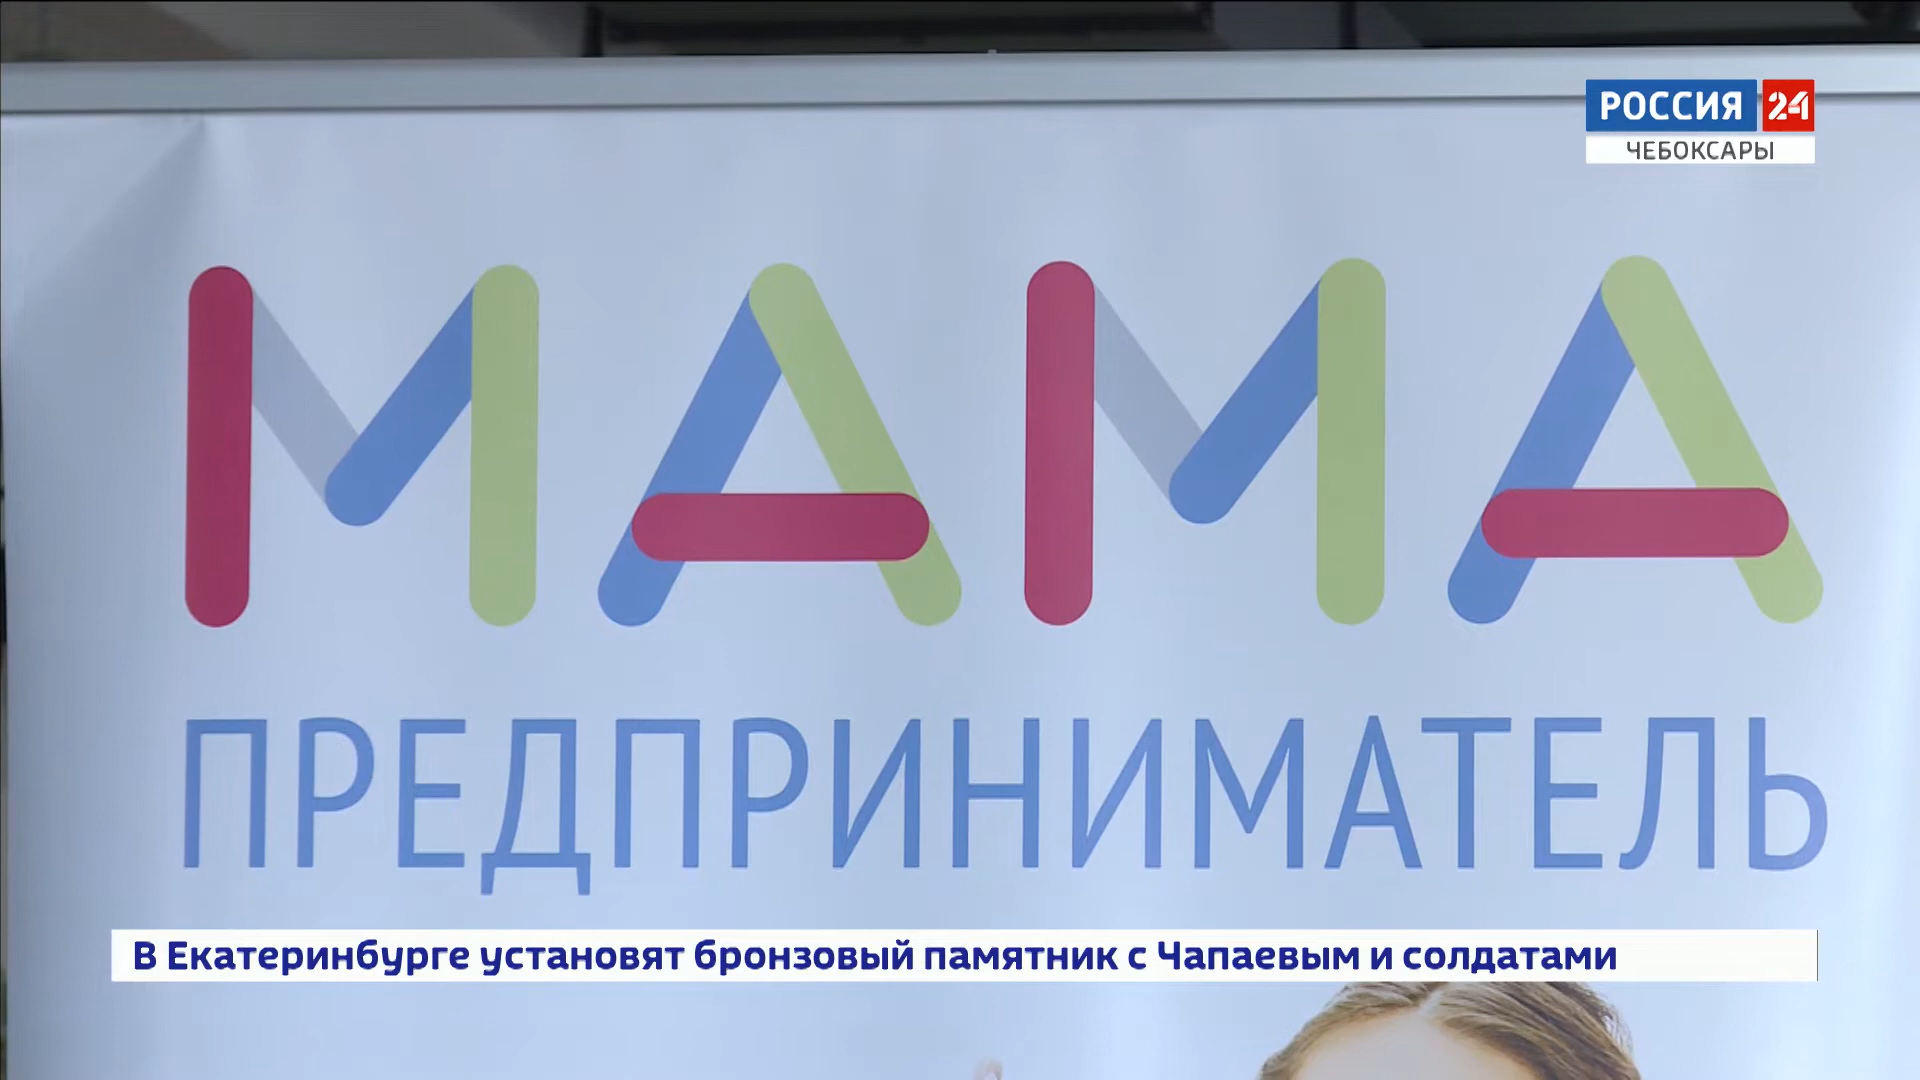 РОССИЯ 24
ЧЕБОКСАРЫ
МАМА
ПРЕДПРИНИМАТЕЛЬ
В Екатеринбурге установят бронзовый памятник с Чапаевым и солдатами